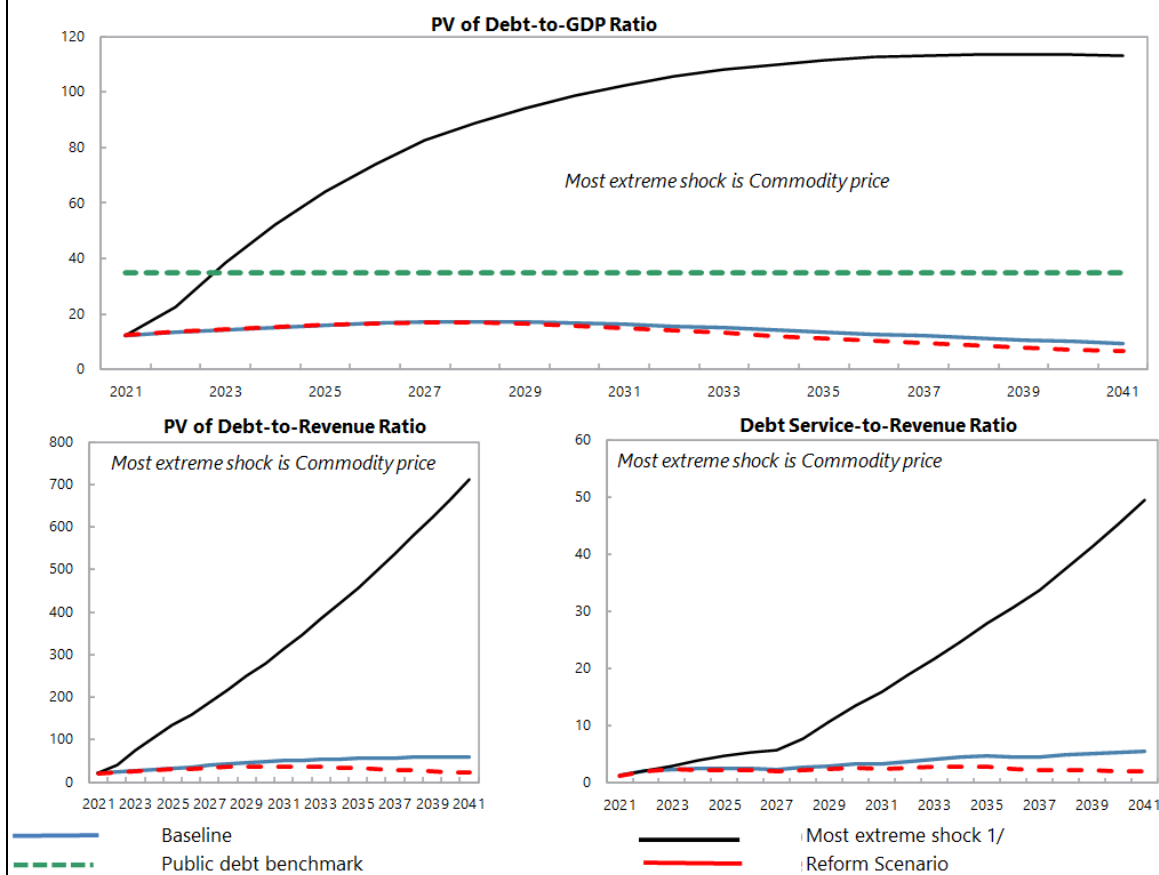 PV of Debt-to-GDP Ratio
120
100
80
60
40
20
0
Most extreme shock is Commodity price
2021 2023 2025 2027 2029 2031 2033 2035 2037 2039 2041
PV of Debt-to-Revenue Ratio
800
700
600
500
400
300
200
100
0
Most extreme shock is Commodity price
2021 2023 2025 2027 2029 2031 2033 2035 2037 2039 2041
Debt Service-to-Revenue Ratio
60
50
40
30
20
10
0
Most extreme shock is Commodity price
2021 2023 2025 2027 2029 2031 2033 2035 2037 2039 2041
Baseline
Most extreme shock 1/
Public debt benchmark
Reform Scenario